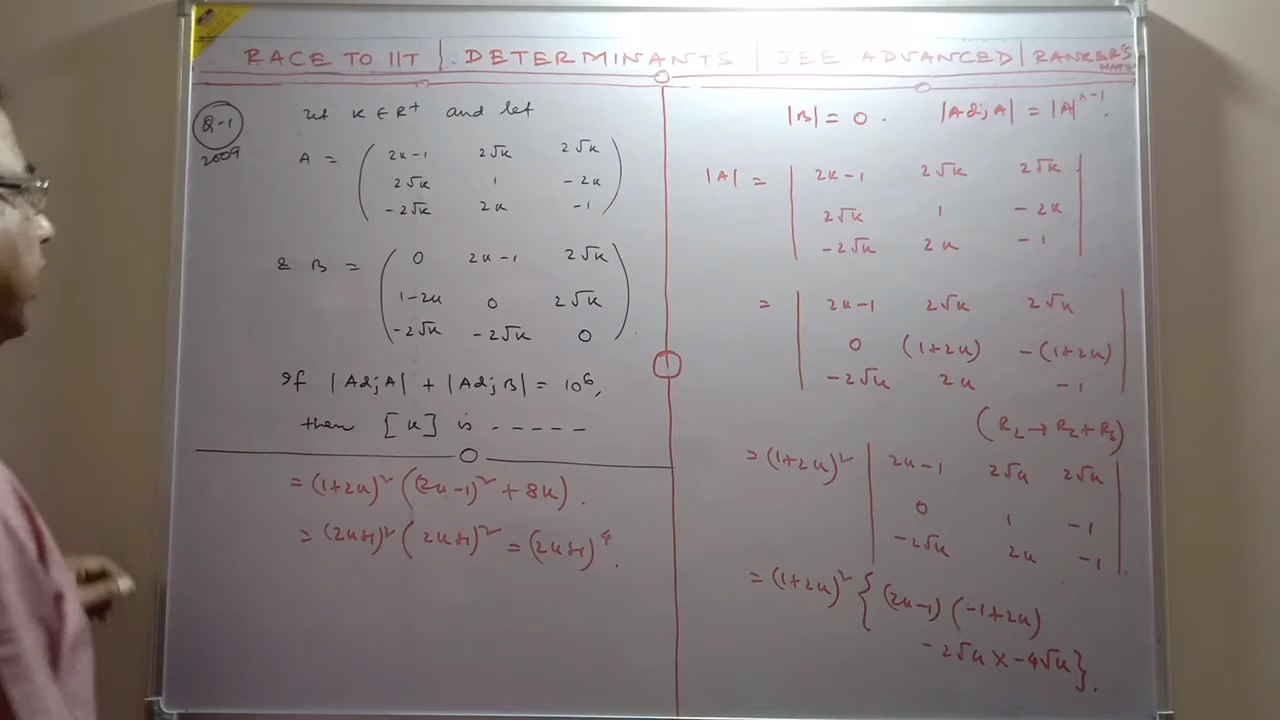 RACE TO IIT | DETERMINANTS | JEE ADVANCED | RANKER'S MATH
Q-1
2009
Let K ∈ R⁺ and let
A = ( 2K-1 2√K 2√K
2√K 1 -2K
-2√K 2K -1 )
& B = ( 0 2K-1 2√K
1-2K 0 2√K
-2√K -2√K 0 ).
If |Adj A| + |Adj B| = 10⁶,
then [K] is -----
= (1+2K)² ((2K-1)² + 8K).
= (2K+1)² (2K+1)² = (2K+1)⁴.
|B| = 0. |Adj A| = |A|ⁿ⁻¹.
|A| = | 2K-1 2√K 2√K
2√K 1 -2K
-2√K 2K -1 |
= | 2K-1 2√K 2√K
0 (1+2K) -(1+2K)
-2√K 2K -1 |
(R₂ → R₂+R₃)
= (1+2K)² | 2K-1 2√K 2√K
0 1 -1
-2√K 2K -1 |.
= (1+2K)² { (2K-1) (-1+2K)
-2√K × -4√K }.